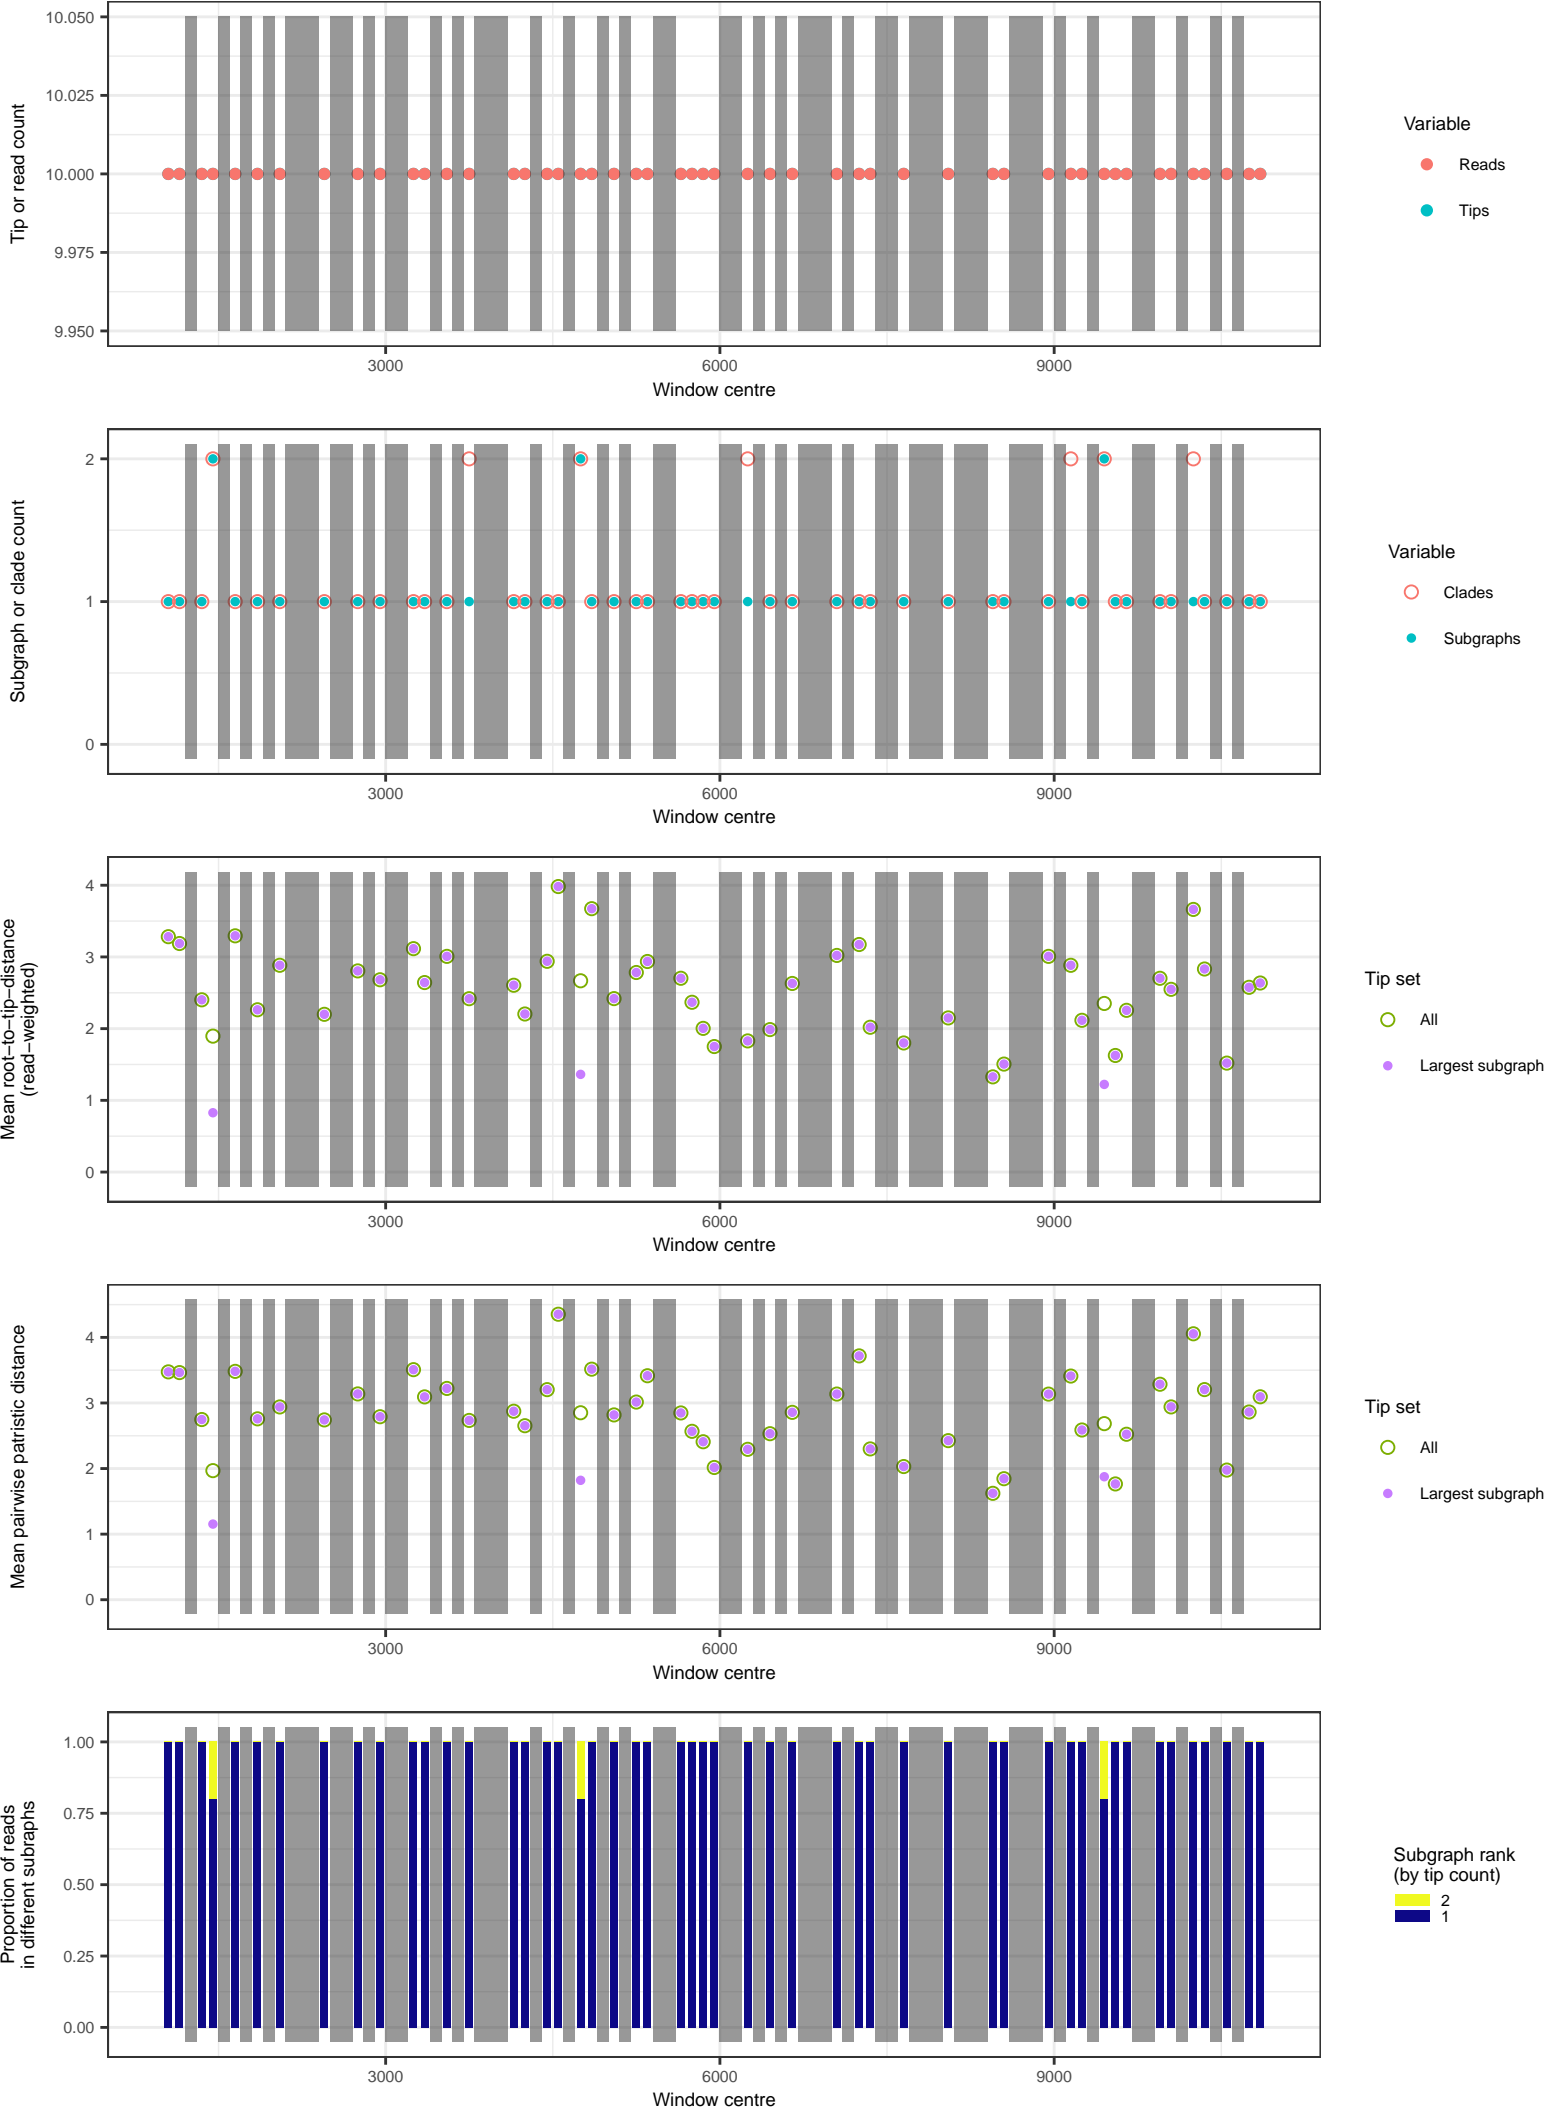 10.050
10.025
10.000
9.975
9.950
Tip or read count
3000
6000
9000
Window centre
Variable
Reads
Tips
2
1
0
Subgraph or clade count
3000
6000
9000
Window centre
Variable
Clades
Subgraphs
4
3
2
1
0
Mean root−to−tip−distance
(read−weighted)
3000
6000
9000
Window centre
Tip set
All
Largest subgraph
4
3
2
1
0
Mean pairwise patristic distance
3000
6000
9000
Window centre
Tip set
All
Largest subgraph
1.00
0.75
0.50
0.25
0.00
Proportion of reads
in different subraphs
3000
6000
9000
Window centre
Subgraph rank
(by tip count)
2
1